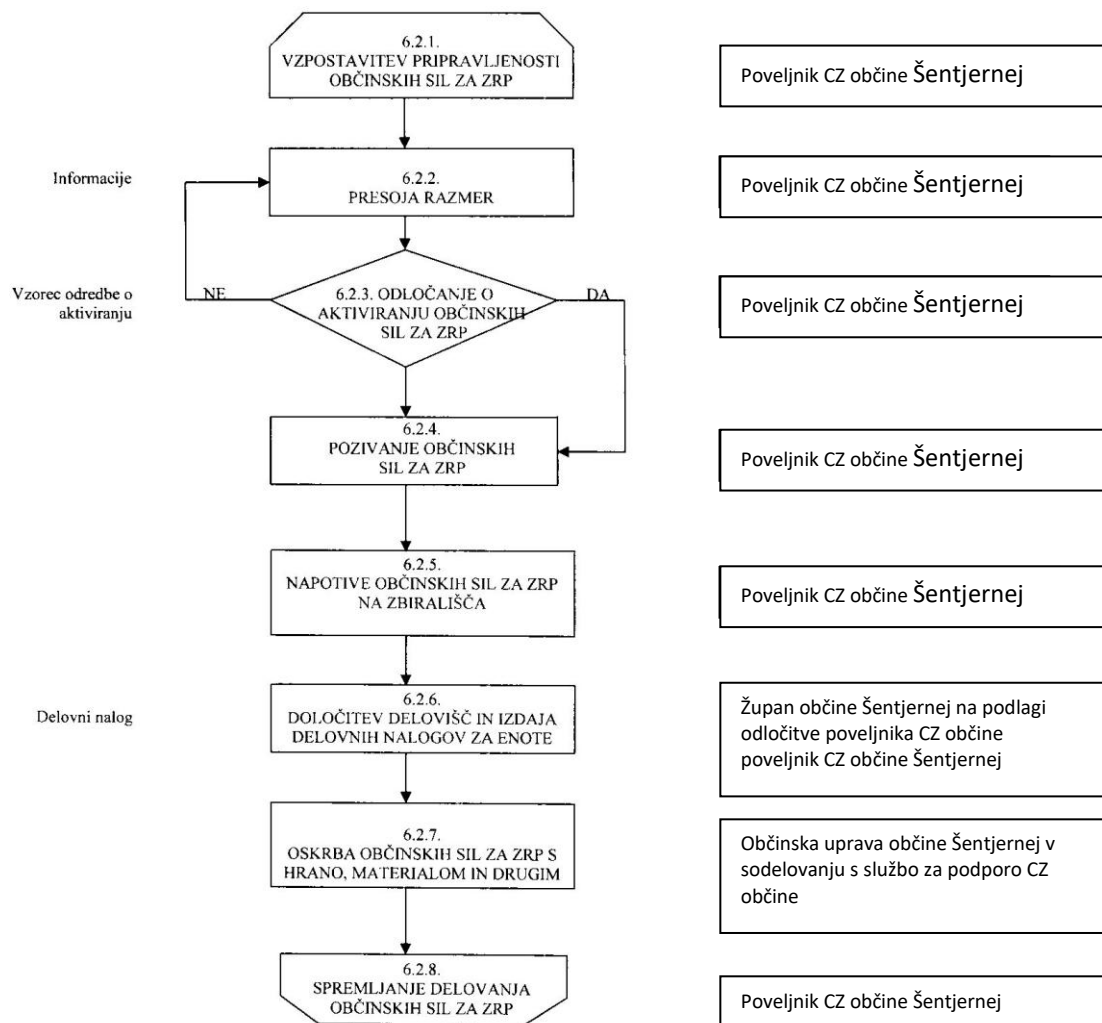 6.2.1.
VZPOSTAVITEV PRIPRAVLJENOSTI
OBČINSKIH SIL ZA ZRP
Poveljnik CZ občine Šentjernej
Informacije
6.2.2.
PRESOJA RAZMER
Poveljnik CZ občine Šentjernej
Vzorec odredbe o
aktiviranju
NE
6.2.3. ODLOČANJE O
AKTIVIRANJU OBČINSKIH
SIL ZA ZRP
DA
Poveljnik CZ občine Šentjernej
6.2.4.
POZIVANJE OBČINSKIH
SIL ZA ZRP
Poveljnik CZ občine Šentjernej
6.2.5.
NAPOTIVE OBČINSKIH SIL ZA ZRP
NA ZBIRALIŠČA
Poveljnik CZ občine Šentjernej
Delovni nalog
6.2.6.
DOLOČITEV DELOVIŠČ IN IZDAJA
DELOVNIH NALOGOV ZA ENOTE
Župan občine Šentjernej na podlagi
odločitve poveljnika CZ občine
poveljnik CZ občine Šentjernej
6.2.7.
OSKRBA OBČINSKIH SIL ZA ZRP S
HRANO, MATERIALOM IN DRUGIM
Občinska uprava občine Šentjernej v
sodelovanju s službo za podporo CZ
občine
6.2.8.
SPREMLJANJE DELOVANJA
OBČINSKIH SIL ZA ZRP
Poveljnik CZ občine Šentjernej